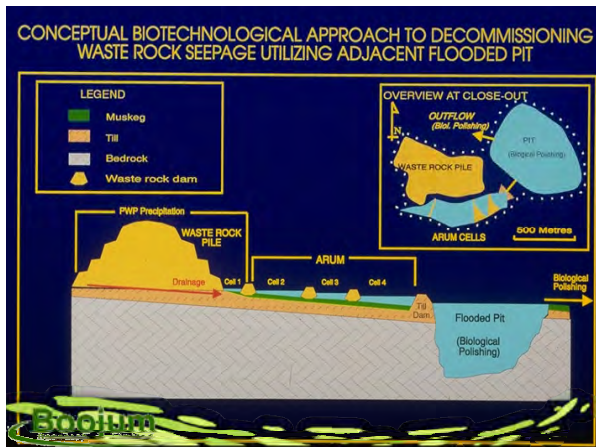 CONCEPTUAL BIOTECHNOLOGICAL APPROACH TO DECOMMISSIONING
WASTE ROCK SEEPAGE UTILIZING ADJACENT FLOODED PIT
LEGEND
Muskeg
Till
Bedrock
Waste rock dam
OVERVIEW AT CLOSE-OUT
OUTFLOW
(Biol. Polishing)
N
PIT
(Biogical Polishing)
WASTE ROCK PILE
ARUM CELLS
500 Metres
PWP Precipitation
WASTE ROCK
PILE
ARUM
Drainage
Cell 1
Cell 2
Cell 3
Cell 4
Till
Dam
Flooded Pit
(Biological
Polishing)
Biological
Polishing
Boojum